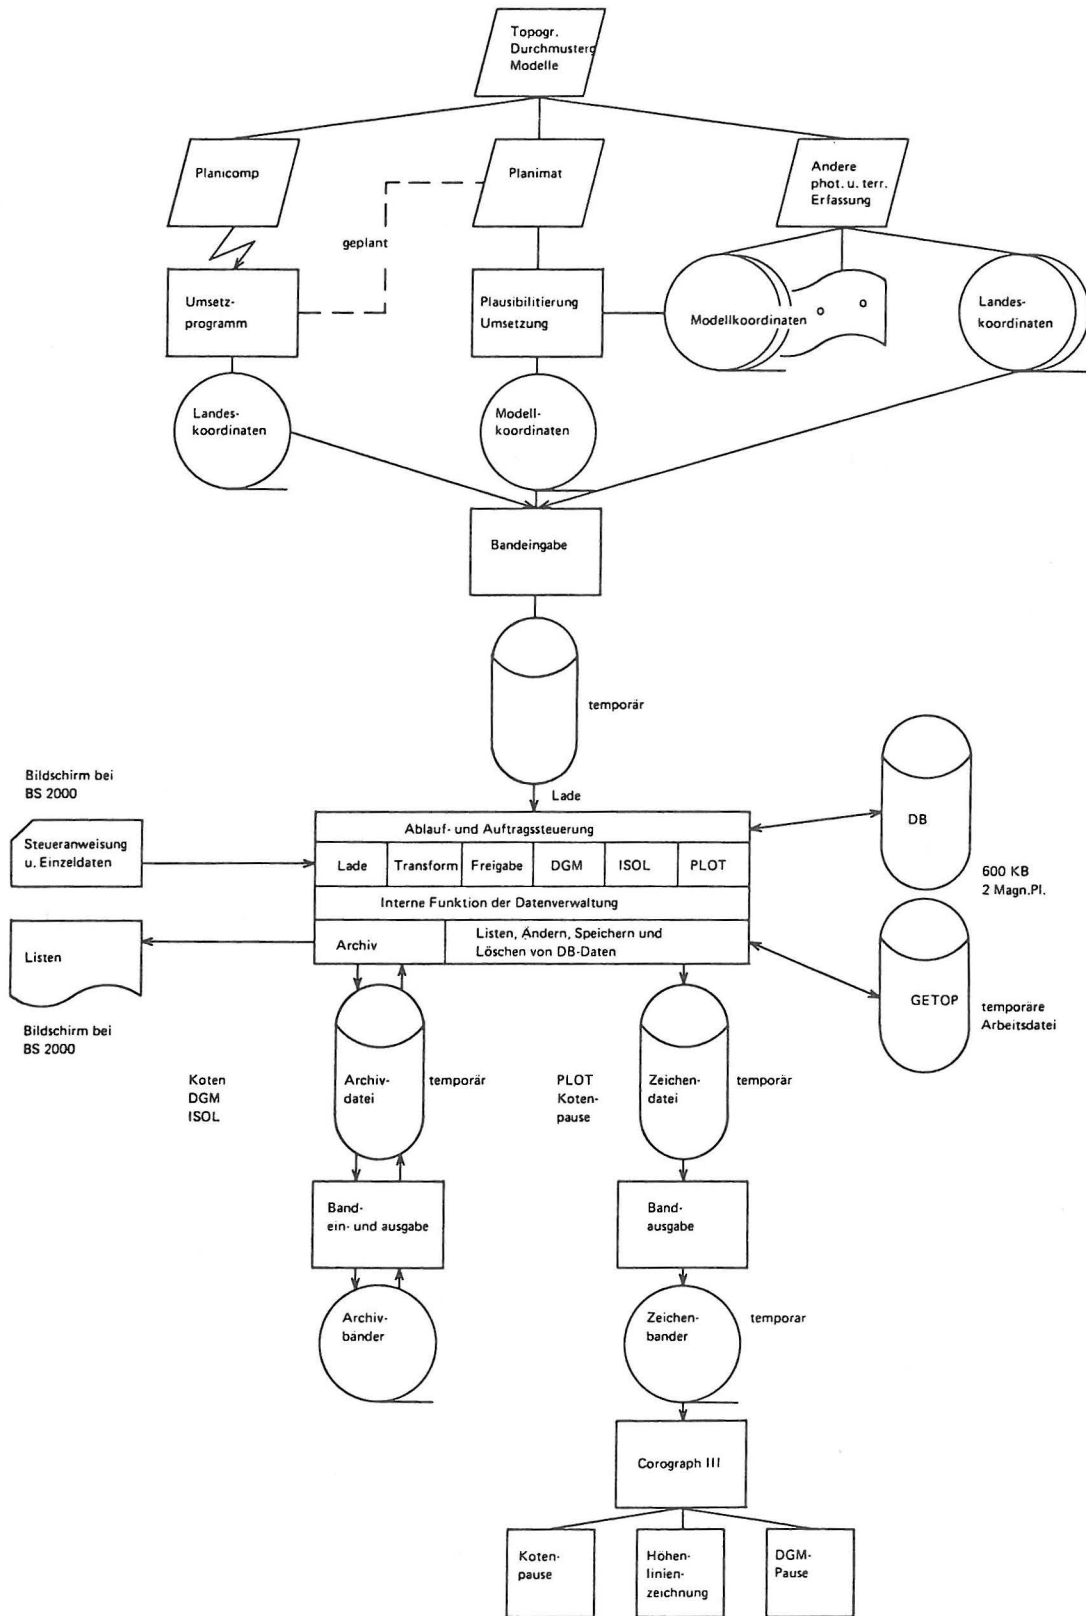 Topogr.
Durchmusterg
Modelle
Planicomp
Planimat
Andere
phot. u. terr.
Erfassung
geplant
Umsetz-
programm
Plausibilitierung
Umsetzung
Modellkoordinaten
Landes-
koordinaten
Landes-
koordinaten
Modell-
koordinaten
Bandeingabe
temporär
Lade
Bildschirm bei
BS 2000
Steueranweisung
u. Einzeldaten
Ablauf- und Auftragssteuerung
Lade Transform Freigabe DGM ISOL PLOT
Interne Funktion der Datenverwaltung
Archiv
Listen, Ändern, Speichern und
Löschen von DB-Daten
DB
600 KB
2 Magn.Pl.
Listen
Bildschirm bei
BS 2000
GETOP
temporäre
Arbeitsdatei
Koten
DGM
ISOL
Archiv-
datei
temporär
PLOT
Koten-
pause
Zeichen-
datei
temporär
Band-
ein- und ausgabe
Band-
ausgabe
Archiv-
bänder
Zeichen-
bänder
temporar
Corograph III
Koten-
pause
Höhen-
linien-
zeichnung
DGM-
Pause